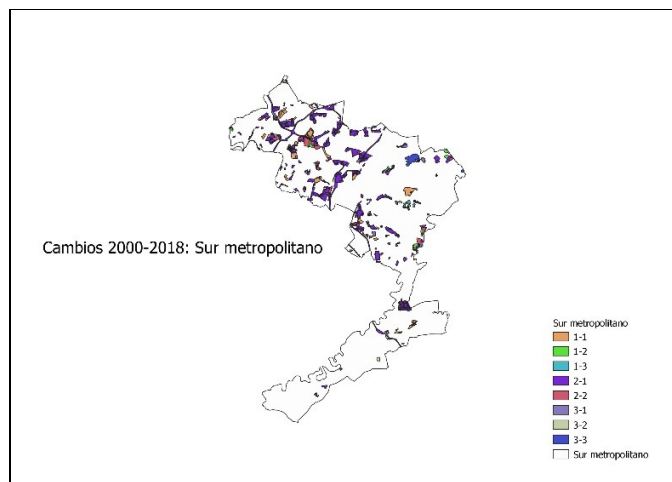 Cambios 2000-2018: Sur metropolitano
Sur metropolitano
1-1
1-2
1-3
2-1
2-2
3-1
3-2
3-3
Sur metropolitano